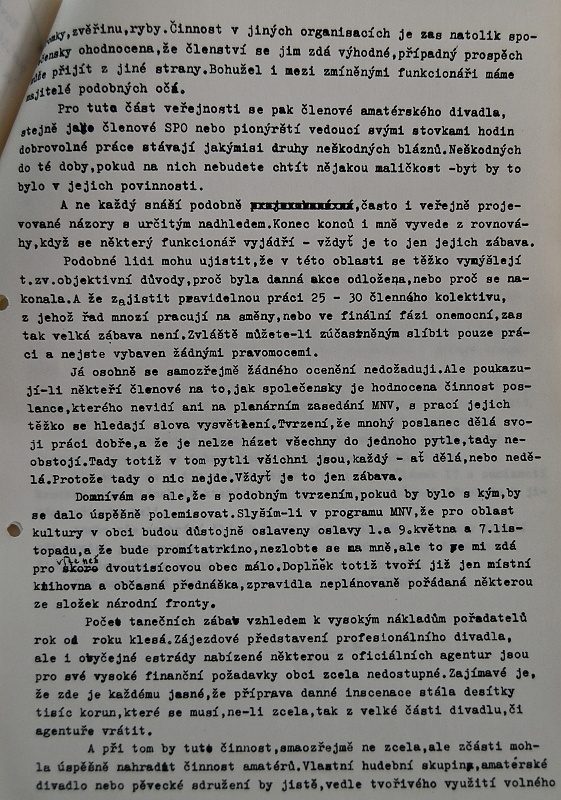 zvěřinu,ryby.Činnost v jiných organisacích je zas natolik spo-
ohodnocena,že členství se jim zdá výhodné,případný prospěch
přijít z jiné strany.Bohužel i mezi zmíněnými funkcionáři máme
majitelé podobných očí.
Pro tuto část veřejnosti se pak členové amatérského divadla,
stejně jako členové SPO nebo pionýrští vedoucí svými stovkami hodin
dobrovolné práce stávají jakýmisi druhy neškodných bláznů.Neškodných
do té doby,pokud na nich nebudete chtít nějakou maličkost -byt by to
bylo v jejich povinnosti.
A ne každý snáší podobně ,často i veřejně proje-
vované názory s určitým nadhledem.Konec konců i mně vyvede z rovnová-
hy,když se některý funkcionář vyjádří - vždyť je to jen jejich zábava.
Podobné lidi mohu ujistit,že v této oblasti se těžko vymýšlejí
t.zv.objektivní důvody,proč byla danná akce odložena,nebo proč se na-
konala.A že zajistit pravidelnou práci 25 - 30 členného kolektivu,
z jehož řad mnozí pracují na směny,nebo ve finální fázi onemocní,zas
tak velká zábava není.Zvláště můžete-li zúčastněným slíbit pouze prá-
ci a nejste vybaven žádnými pravomocemi.
Já osobně se samozřejmě žádného ocenění nedožaduji.Ale poukazu-
jí-li někteří členové na to,jak společensky je hodnocena činnost pos-
lance,kterého nevidí ani na plenárním zasedání MNV, s prací jejich
těžko se hledají slova vysvětlení.Tvrzení,že mnohý poslanec dělá svo-
ji práci dobře,a že je nelze házet všechny do jednoho pytle,tady ne-
obstojí.Tady totiž v tom pytli všichni jsou,každý - ať dělá,nebo nedě-
lá.Protože tady o nic nejde.Vždyť je to jen zábava.
Domnívám se ale,že s podobným tvrzením,pokud by bylo s kým,by
se dalo úspěšně polemisovat.Slyším-li v programu MNV,že pro oblast
kultury v obci budou důstojně oslaveny oslavy 1.a 9.května a 7.lis-
topadu,a že bude promítatrkino,nezlobte se na mně,ale to se mi zdá
pro více než skoro dvoutisícovou obec málo.Doplněk totiž tvoří již jen místní
knihovna a občasná přednáška,zpravidla neplánované pořádaná některou
ze složek národní fronty.
Počet tanečních zábav vzhledem k vysokým nákladům pořadatelů
rok od roku klesá.Zájezdové představení profesionálního divadla,
ale i obyčejné estrády nabízené některou z oficiálních agentur jsou
pro své vysoké finanční požadavky obci zcela nedostupné.Zajímavé je,
že zde je každému jasné,že příprava danné inscenace stála desítky
tisíc korun,které se musí,ne-li zcela,tak z velké části divadlu,či
agentuře vrátit.
A při tom by tuto činnost,smaozřejmě ne zcela,ale zčásti moh-
la úspěšně nahradit činnost amatérů.Vlastní hudební skupina,amatérské
divadlo nebo pěvecké sdružení by jistě,vedle tvořivého využití volného